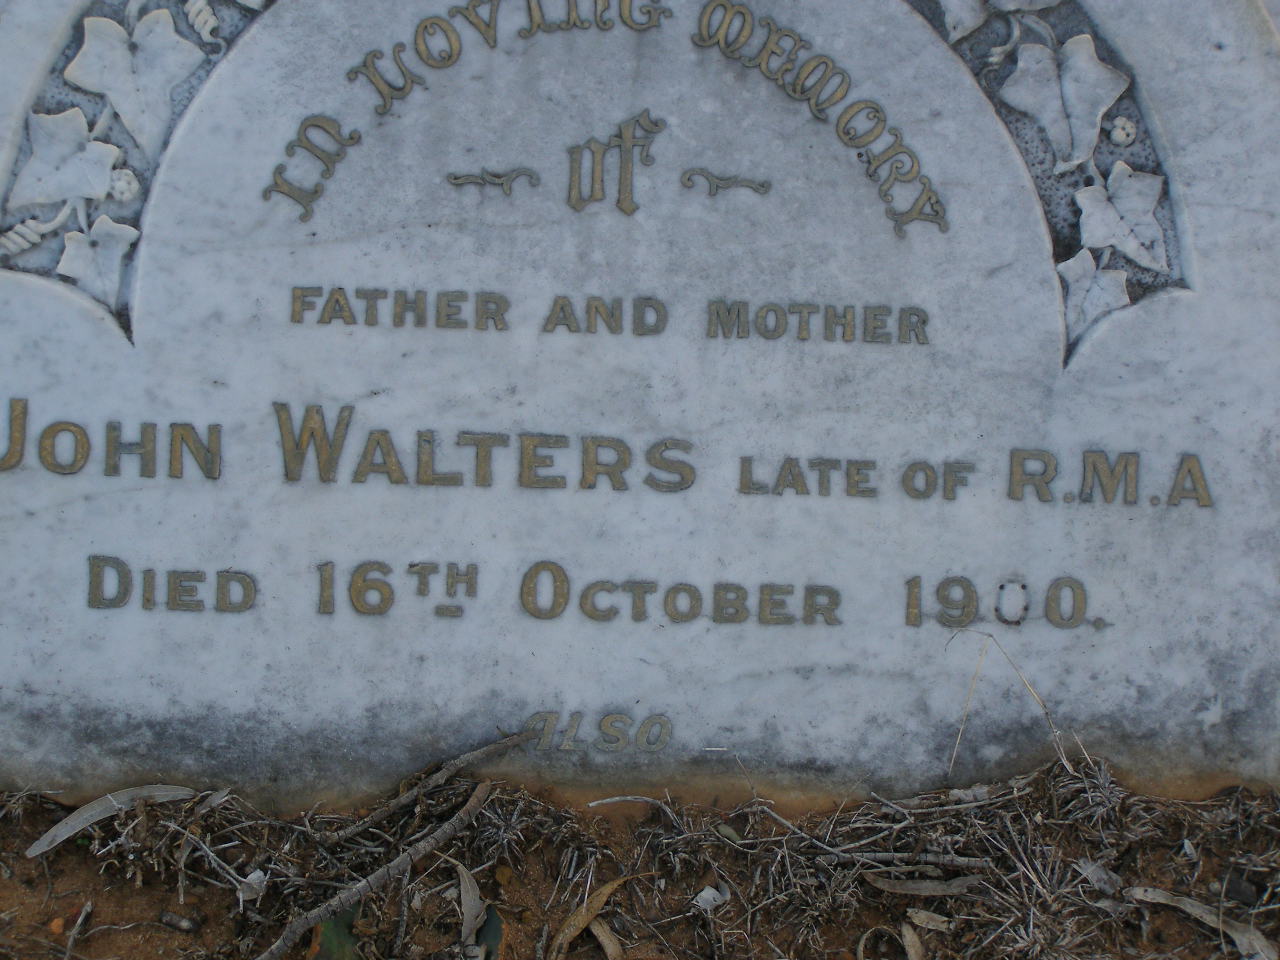 IN LOVING MEMORY
of
FATHER AND MOTHER
JOHN WALTERS LATE OF R.M.A
DIED 16TH OCTOBER 1900.
ALSO